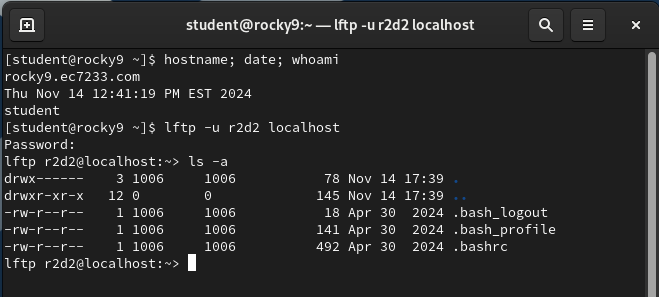 student@rocky9:~ — lftp -u r2d2 localhost
[student@rocky9 ~]$ hostname; date; whoami
rocky9.ec7233.com
Thu Nov 14 12:41:19 PM EST 2024
student
[student@rocky9 ~]$ lftp -u r2d2 localhost
Password:
lftp r2d2@localhost:~> ls -a
drwx------    3 1006     1006           78 Nov 14 17:39 .
drwxr-xr-x   12 0        0             145 Nov 14 17:39 ..
-rw-r--r--    1 1006     1006           18 Apr 30  2024 .bash_logout
-rw-r--r--    1 1006     1006          141 Apr 30  2024 .bash_profile
-rw-r--r--    1 1006     1006          492 Apr 30  2024 .bashrc
lftp r2d2@localhost:~>